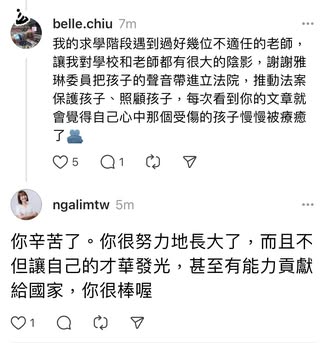 belle.chiu 7m
我的求學階段遇到過好幾位不適任的老師，
讓我對學校和老師都有很大的陰影，謝謝雅
琳委員把孩子的聲音帶進立法院，推動法案
保護孩子、照顧孩子，每次看到你的文章就
會覺得自己心中那個受傷的孩子慢慢被療癒
了🫂
5 1
ngalimtw 5m
你辛苦了。你很努力地長大了，而且不
但讓自己的才華發光，甚至有能力貢獻
給國家，你很棒喔
1